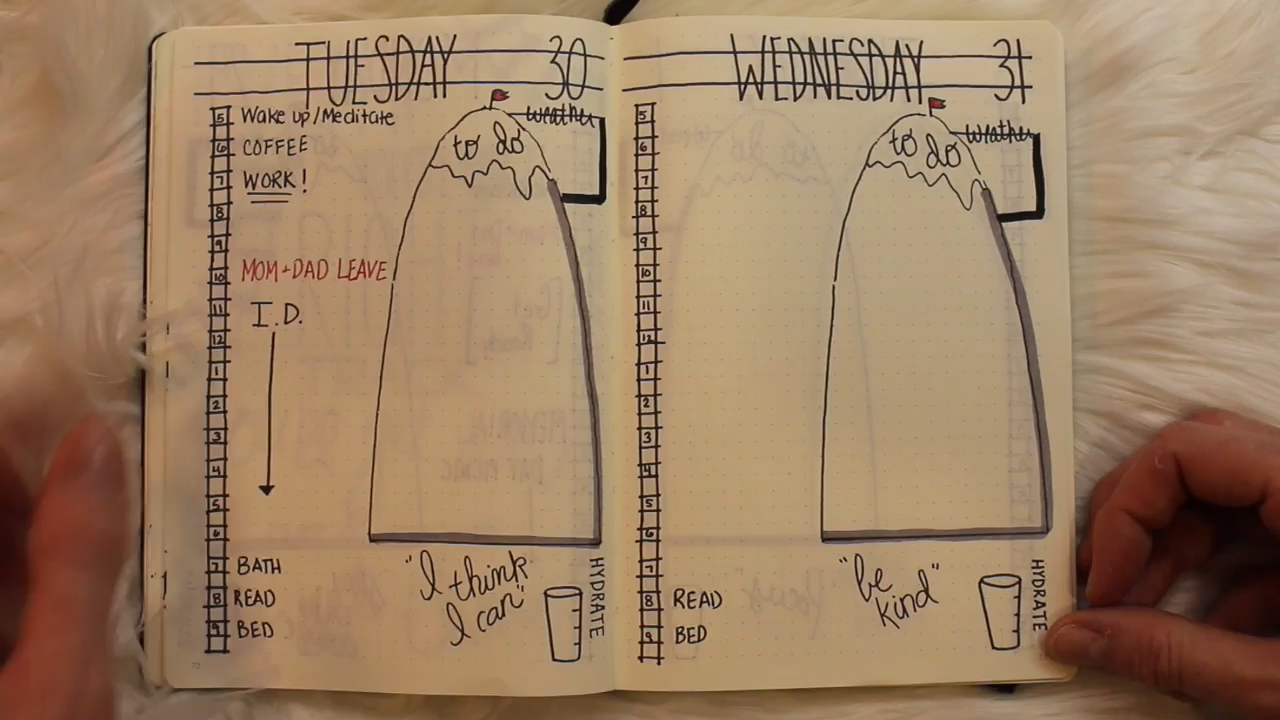 TUESDAY 30
5 Wake up/Meditate
6 COFFEE
7 WORK!
8
9
10 MOM+DAD LEAVE
11 I.D.
12
1
2
3
4
5
6
7 BATH
8 READ
9 BED
to do
weather
"I think
I can"
HYDRATE
WEDNESDAY 31
5
6
7
8
9
10
11
12
1
2
3
4
5
6
7
8 READ
9 BED
to do
weather
"be
kind"
HYDRATE